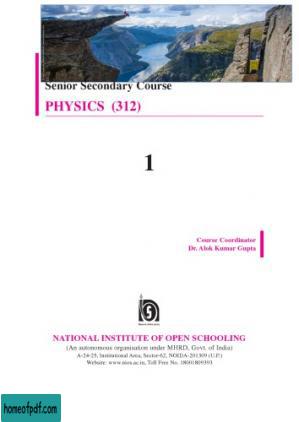 Senior Secondary Course
PHYSICS (312)
1
Course Coordinator
Dr. Alok Kumar Gupta
NATIONAL INSTITUTE OF OPEN SCHOOLING
(An autonomous organisation under MHRD, Govt. of India)
A-24-25, Institutional Area, Sector-62, NOIDA-201309 (U.P.)
Website: www.nios.ac.in, Toll Free No. 18001809393
homeofpdf.com